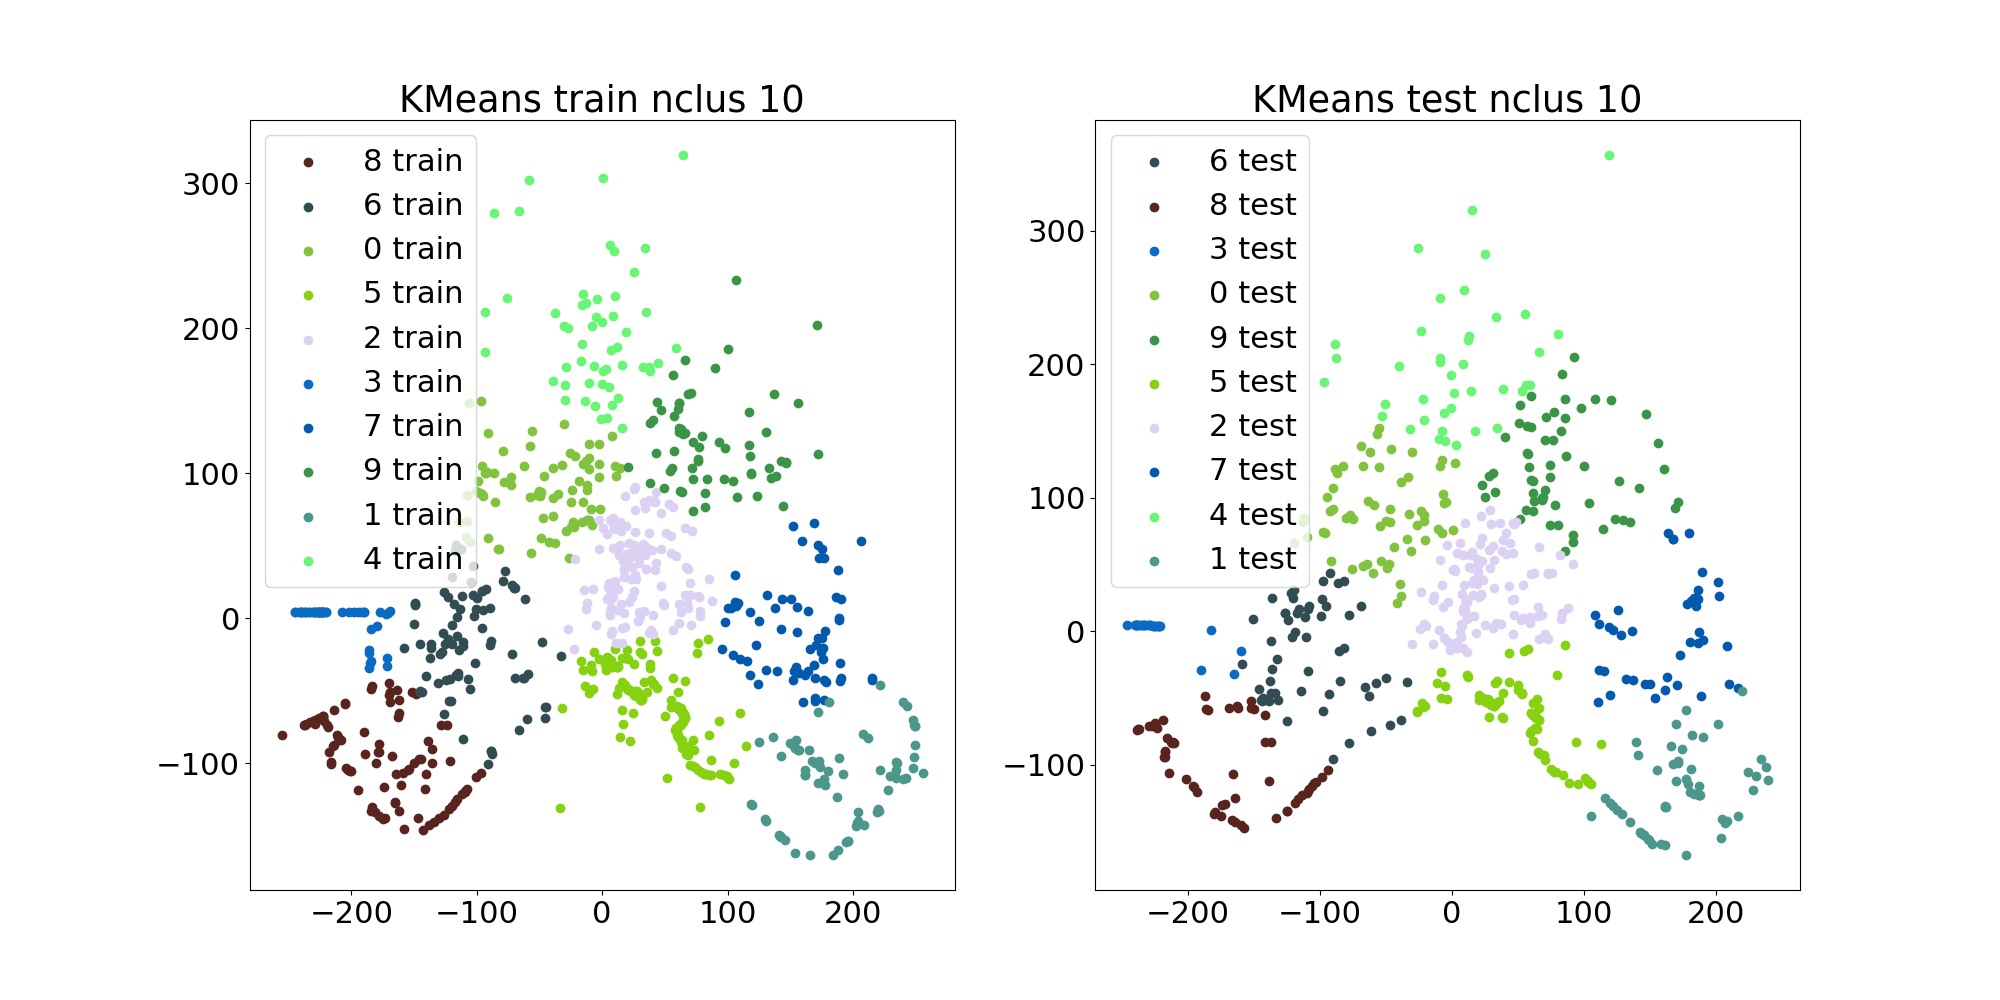 KMeans train nclus 10
8 train
6 train
0 train
5 train
2 train
3 train
7 train
9 train
1 train
4 train
300
200
100
0
−100
−200 −100 0 100 200
KMeans test nclus 10
6 test
8 test
3 test
0 test
9 test
5 test
2 test
7 test
4 test
1 test
300
200
100
0
−100
−200 −100 0 100 200